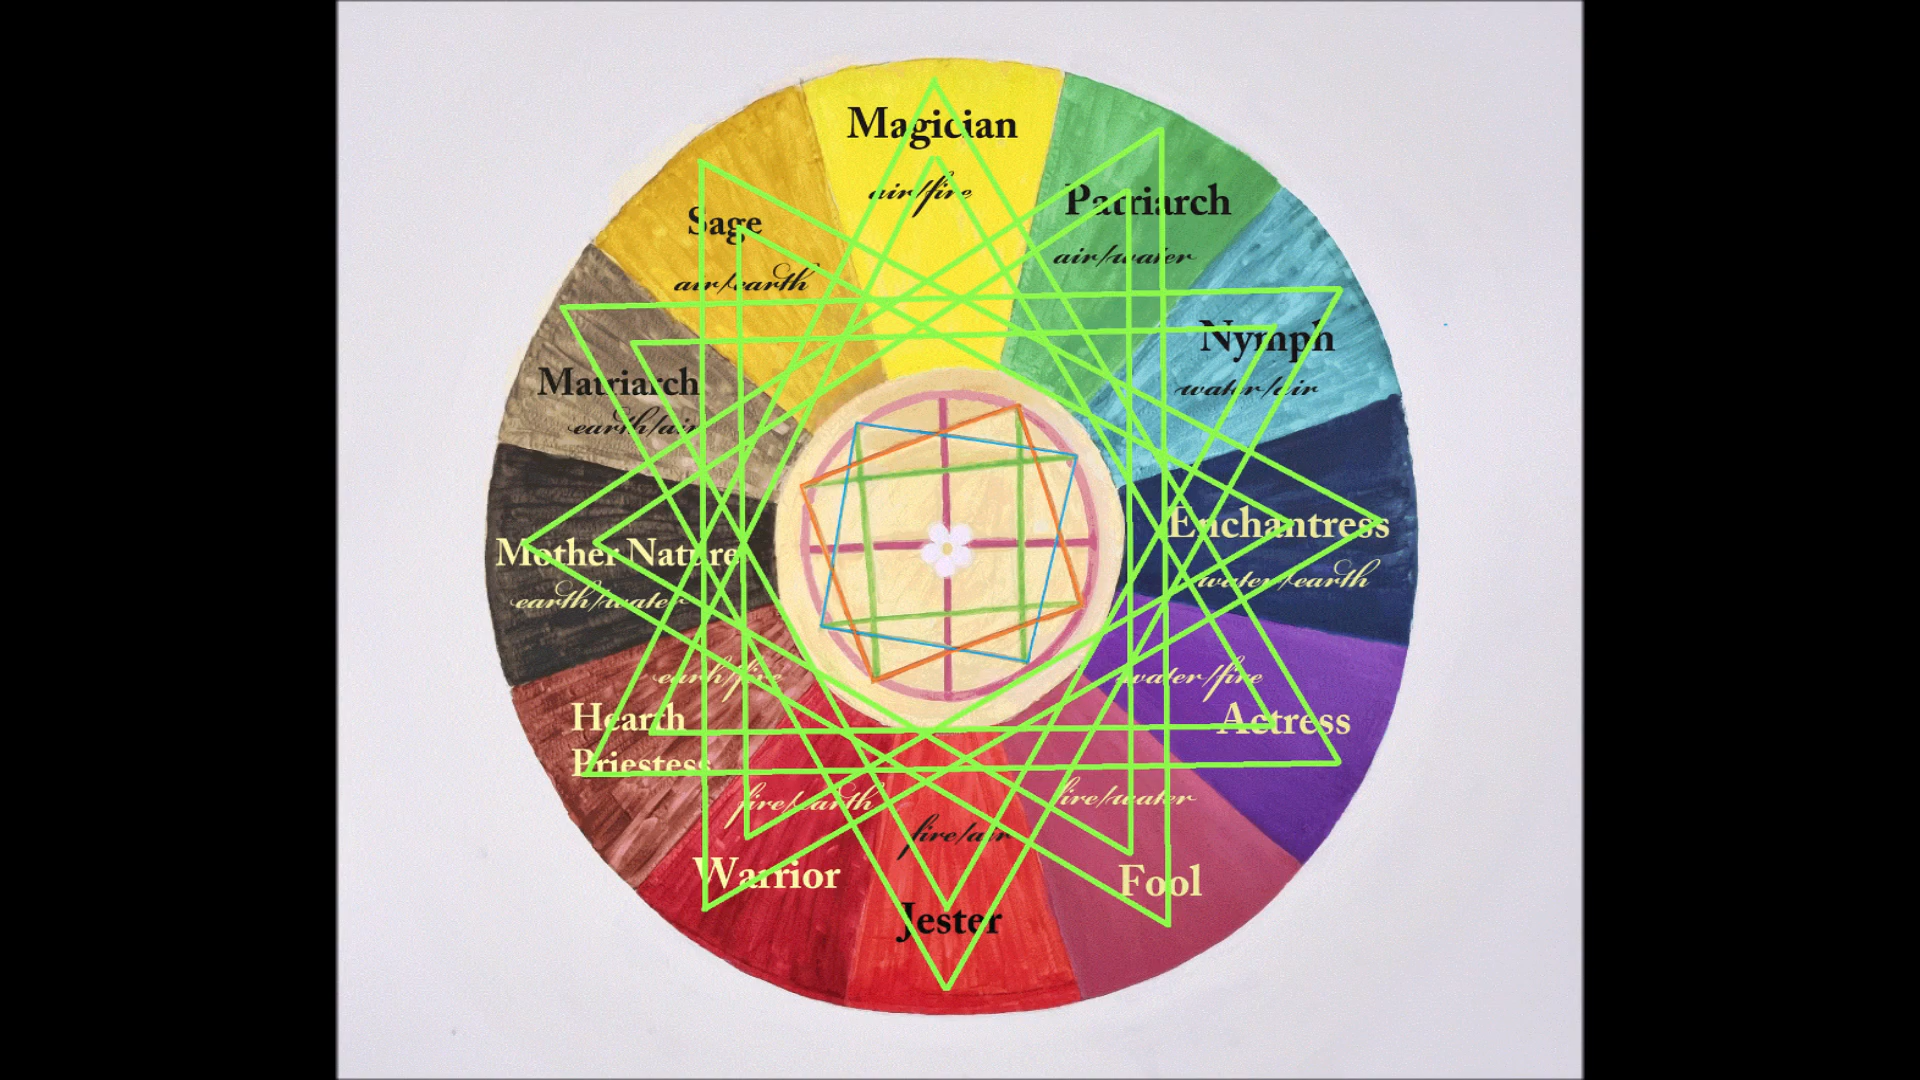 Magician
air/fire
Patriarch
air/water
Nymph
water/air
Enchantress
water/earth
water/fire
Actress
fire/water
Fool
fire/air
Jester
fire/earth
Warrior
earth/fire
Hearth
Priestess
Mother Nature
earth/water
Matriarch
earth/air
Sage
air/earth